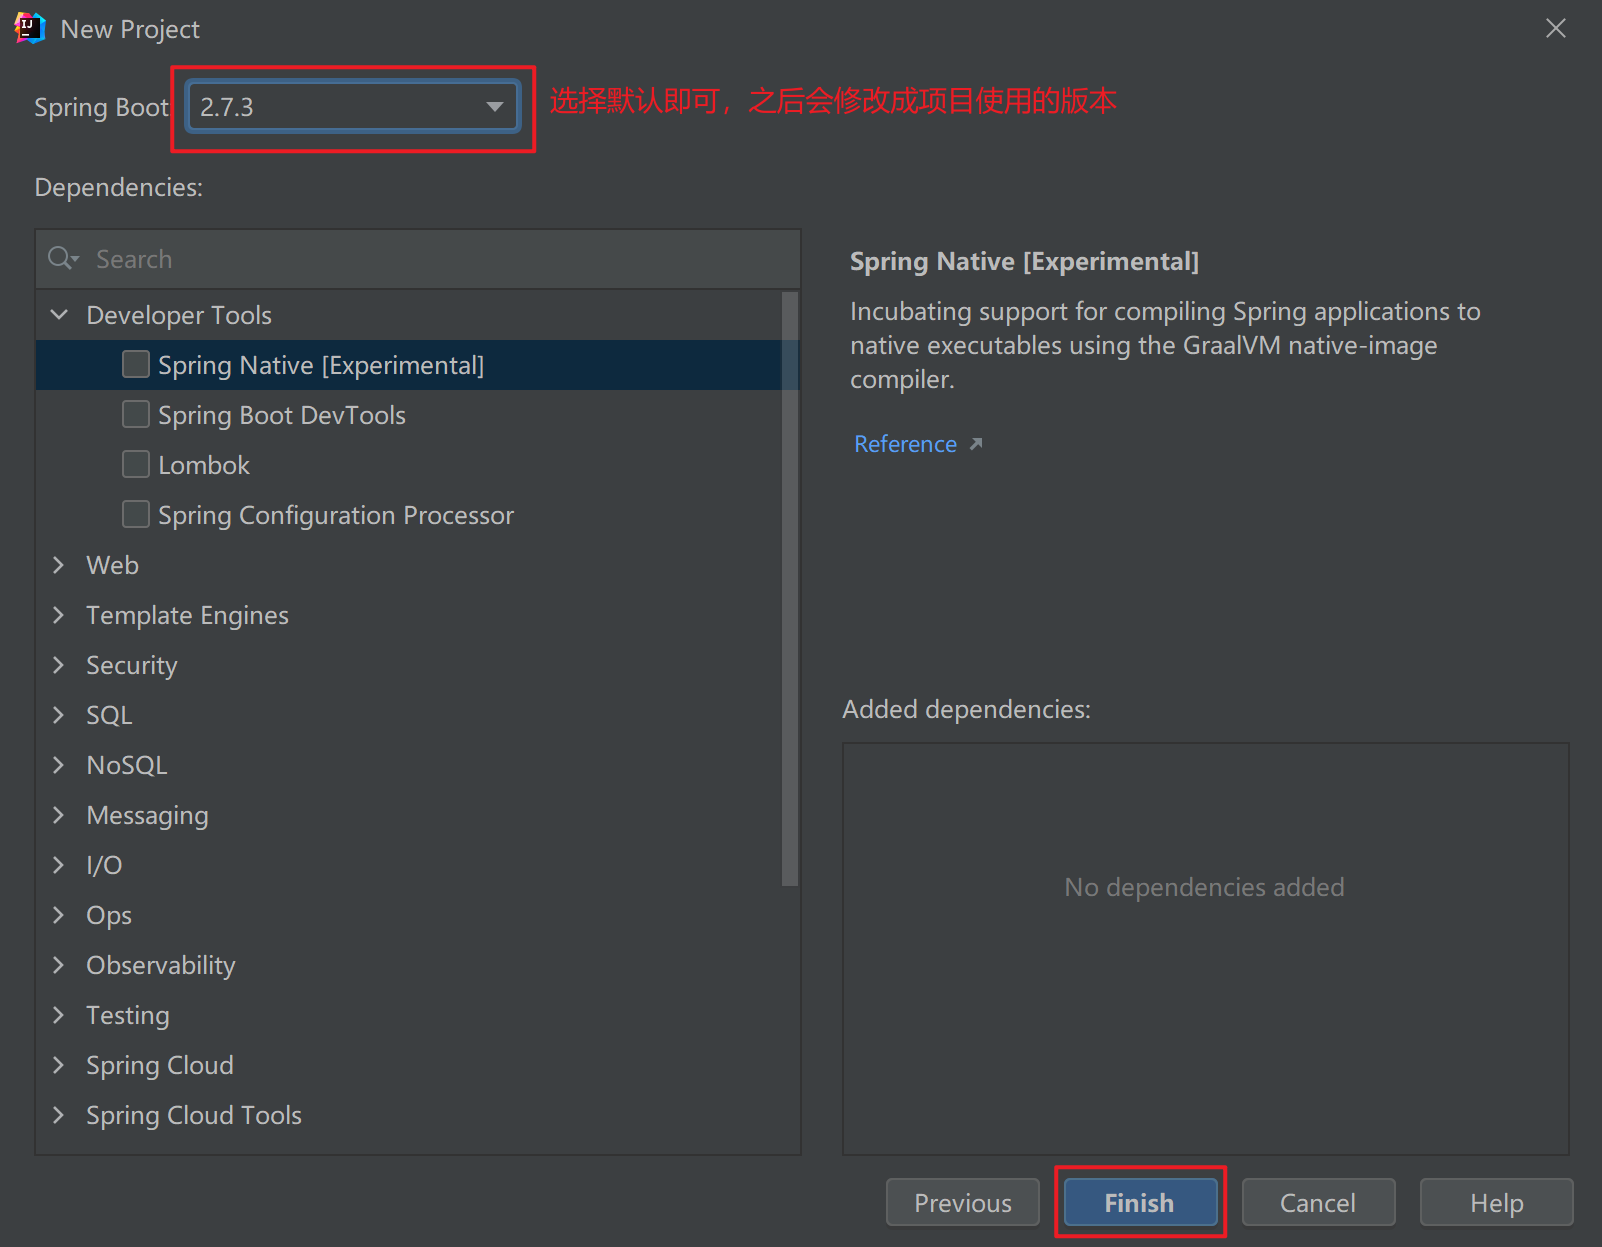 New Project
Spring Boot 2.7.3 选择默认即可，之后会修改成项目使用的版本
Dependencies:
Search
Developer Tools
Spring Native [Experimental]
Spring Boot DevTools
Lombok
Spring Configuration Processor
Web
Template Engines
Security
SQL
NoSQL
Messaging
I/O
Ops
Observability
Testing
Spring Cloud
Spring Cloud Tools
Spring Native [Experimental]
Incubating support for compiling Spring applications to
native executables using the GraalVM native-image
compiler.
Reference
Added dependencies:
No dependencies added
Previous Finish Cancel Help